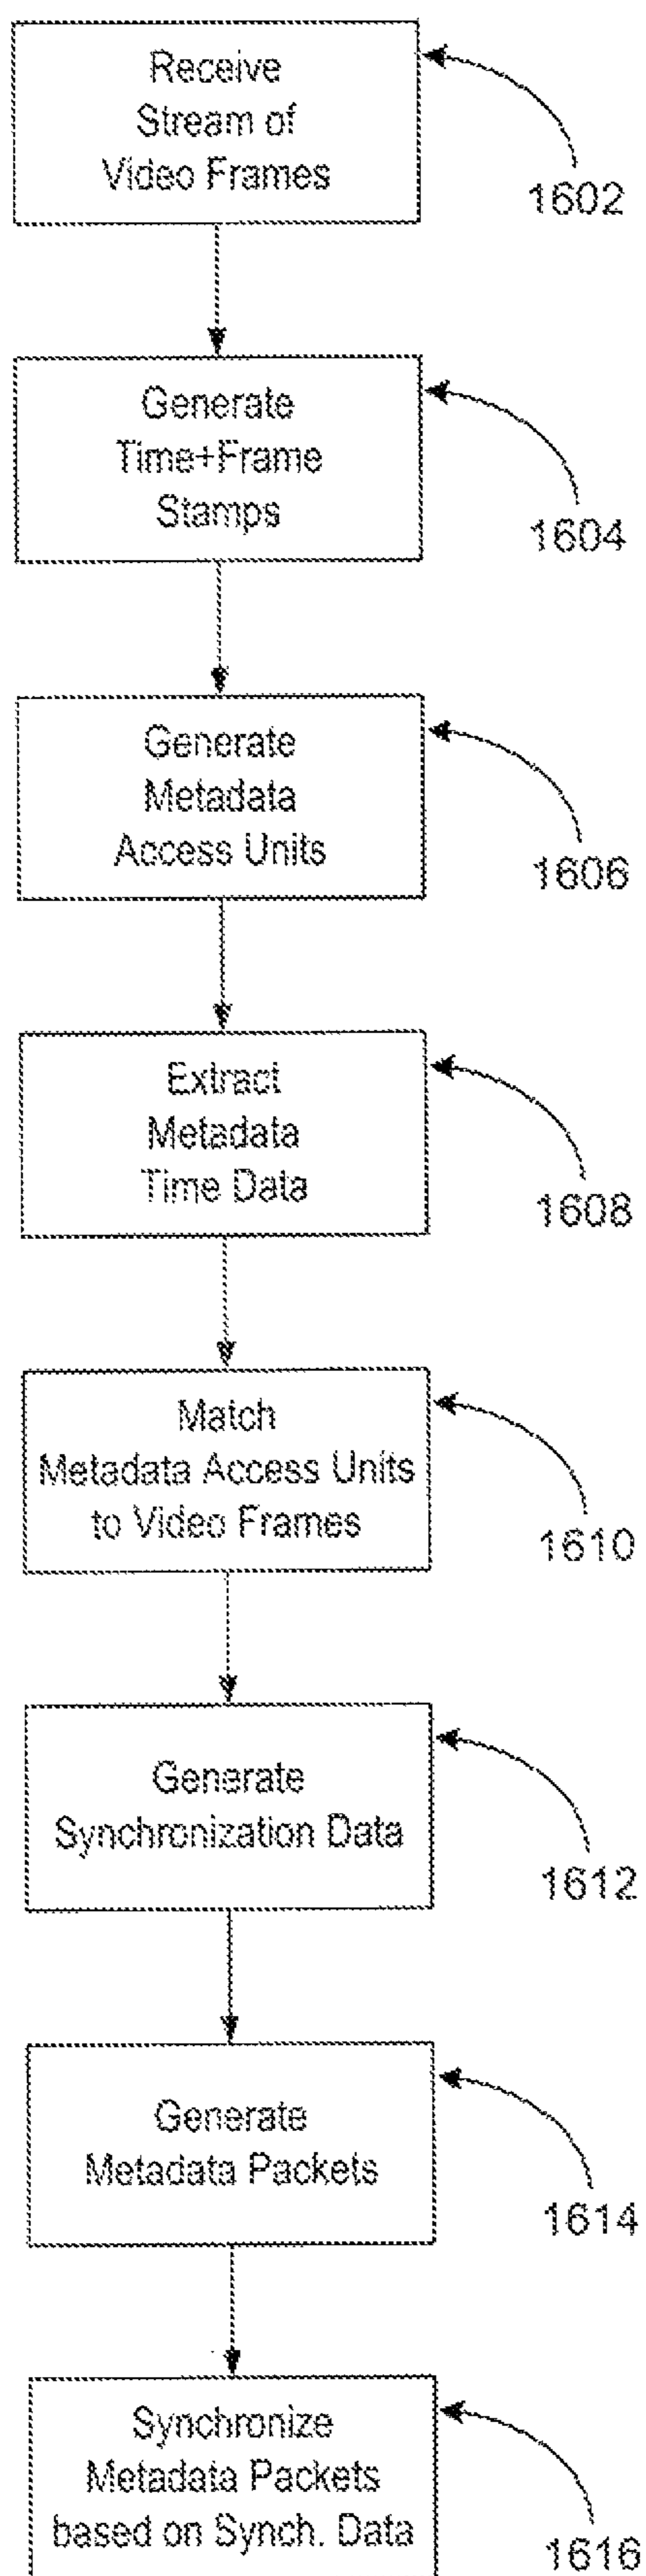 Receive
Stream of
Video Frames
1602
Generate
Time+Frame
Stamps
1604
Generate
Metadata
Access Units
1606
Extract
Metadata
Time Data
1608
Match
Metadata Access Units
to Video Frames
1610
Generate
Synchronization Data
1612
Generate
Metadata Packets
1614
Synchronize
Metadata Packets
based on Synch. Data
1616